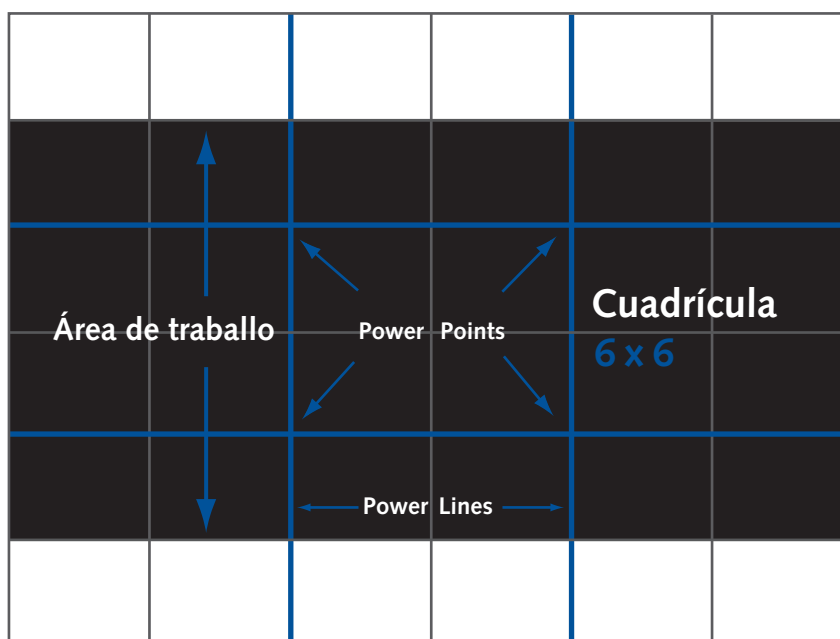 Área de traballo
Power Points
Cuadrícula
6 x 6
Power Lines